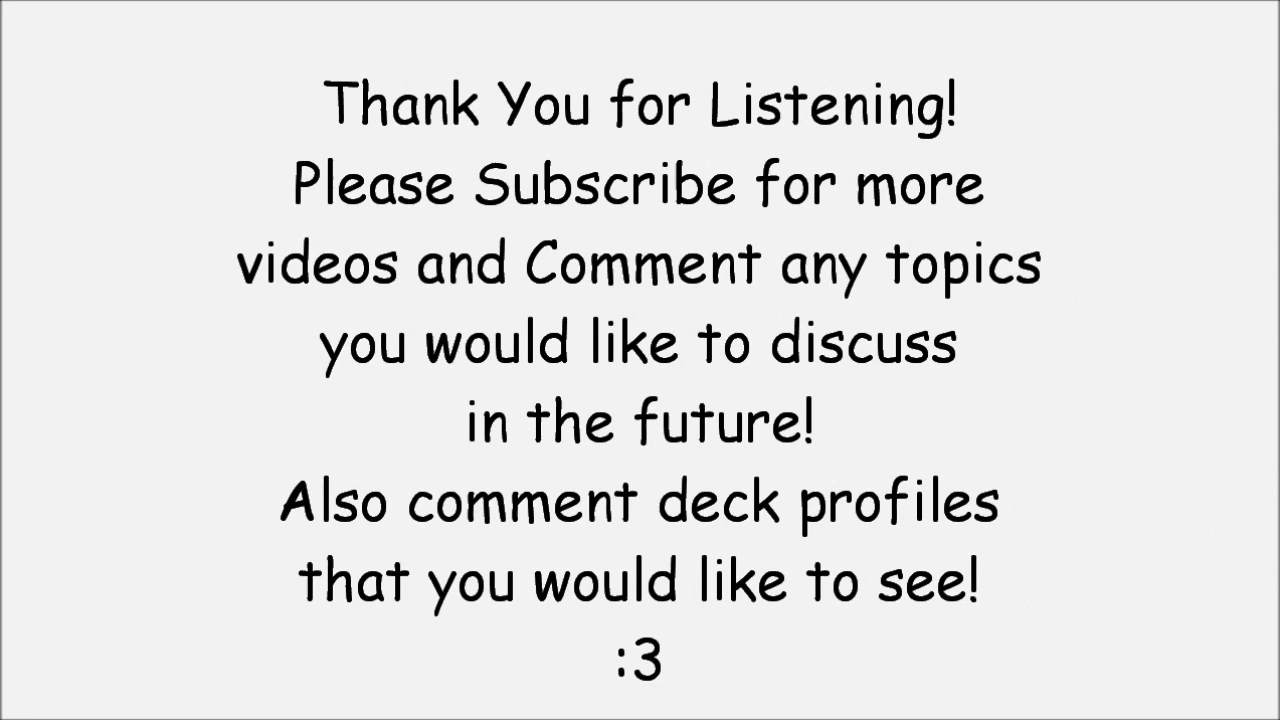 Thank You for Listening!
Please Subscribe for more
videos and Comment any topics
you would like to discuss
in the future!
Also comment deck profiles
that you would like to see!
:3